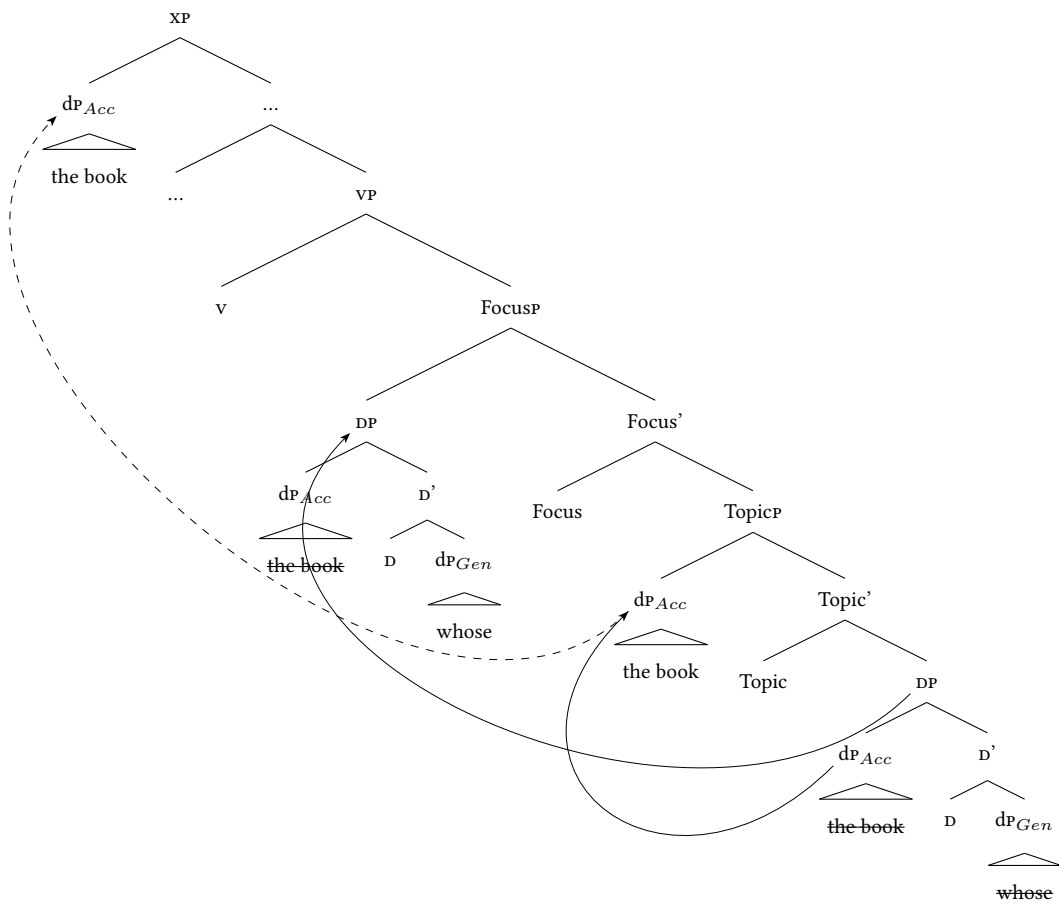 XP
dP_Acc ...
the book
... VP
V FocusP
DP Focus'
dP_Acc D' Focus TopicP
the book D dP_Gen
dP_Acc Topic'
whose
the book Topic DP
dP_Acc D'
the book D dP_Gen
whose